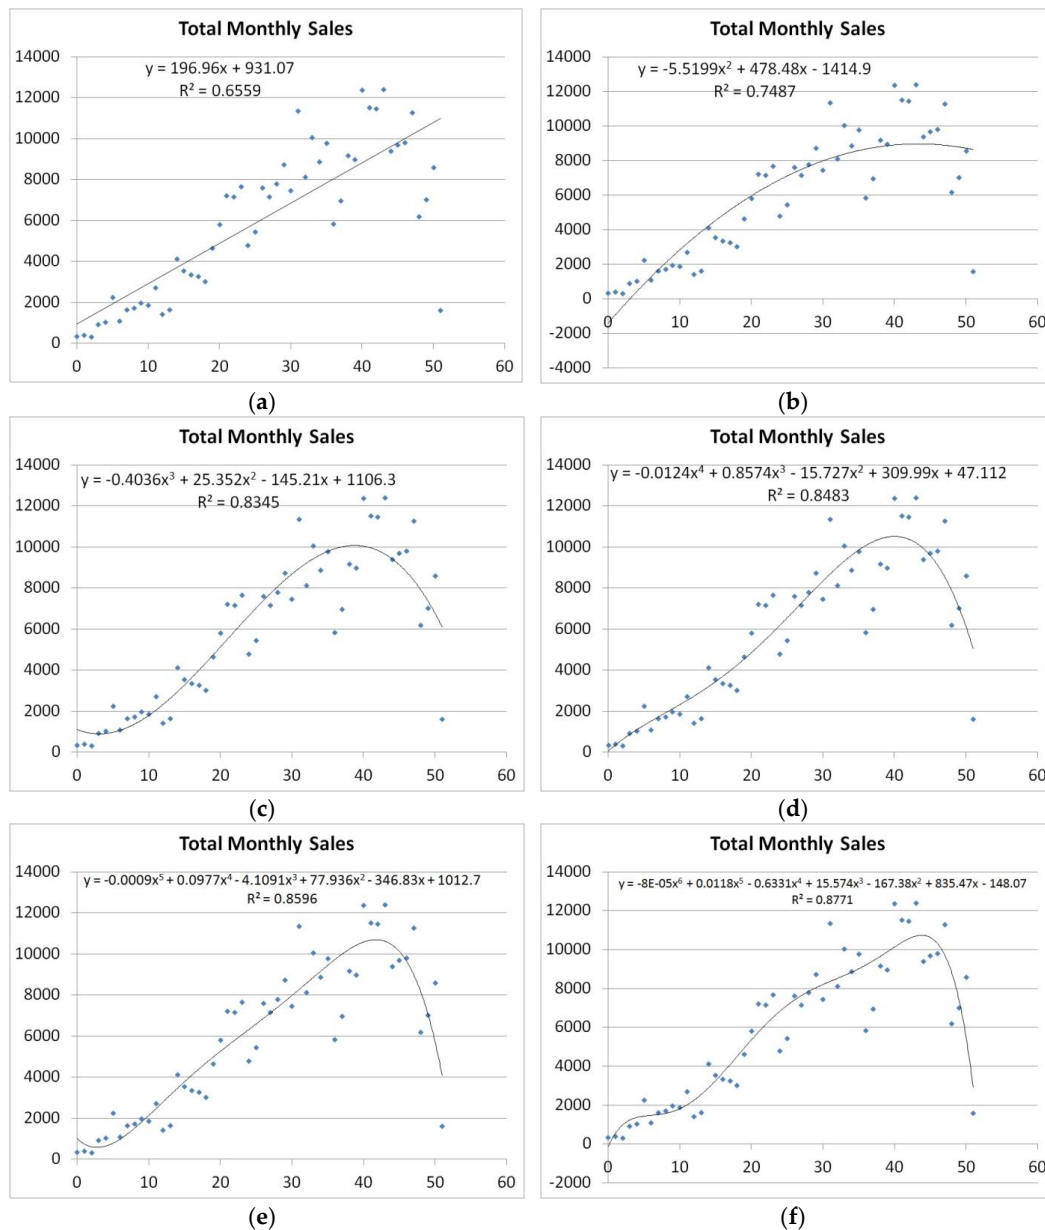 Total Monthly Sales
y = 196.96x + 931.07
R² = 0.6559
14000
12000
10000
8000
6000
4000
2000
0
0 10 20 30 40 50 60
(a)
Total Monthly Sales
y = -5.5199x² + 478.48x - 1414.9
R² = 0.7487
14000
12000
10000
8000
6000
4000
2000
0
-2000
-4000
0 10 20 30 40 50 60
(b)
Total Monthly Sales
y = -0.4036x³ + 25.352x² - 145.21x + 1106.3
R² = 0.8345
14000
12000
10000
8000
6000
4000
2000
0
0 10 20 30 40 50 60
(c)
Total Monthly Sales
y = -0.0124x⁴ + 0.8574x³ - 15.727x² + 309.99x + 47.112
R² = 0.8483
14000
12000
10000
8000
6000
4000
2000
0
0 10 20 30 40 50 60
(d)
Total Monthly Sales
y = -0.0009x⁵ + 0.0977x⁴ - 4.1091x³ + 77.936x² - 346.83x + 1012.7
R² = 0.8596
14000
12000
10000
8000
6000
4000
2000
0
0 10 20 30 40 50 60
(e)
Total Monthly Sales
y = -8E-05x⁶ + 0.0118x⁵ - 0.6331x⁴ + 15.574x³ - 167.38x² + 835.47x - 148.07
R² = 0.8771
14000
12000
10000
8000
6000
4000
2000
0
-2000
0 10 20 30 40 50 60
(f)